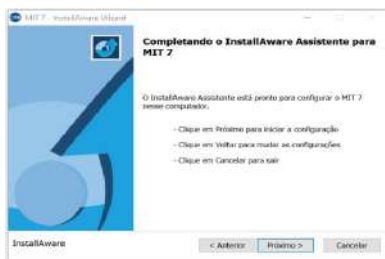 MIT 7 - InstallAware Wizard
Completando o InstallAware Assistente para
MIT 7
O InstallAware Assistente está pronto para configurar o MIT 7
nesse computador.
- Clique em Próximo para iniciar a configuração
- Clique em Voltar para mudar as configurações
- Clique em Cancelar para sair
InstallAware
< Anterior Próximo > Cancelar